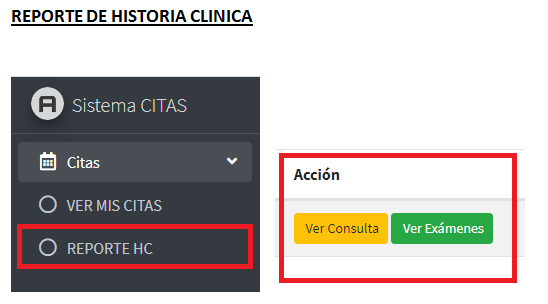 REPORTE DE HISTORIA CLINICA
Sistema CITAS
Citas
VER MIS CITAS
REPORTE HC
Acción
Ver Consulta
Ver Exámenes